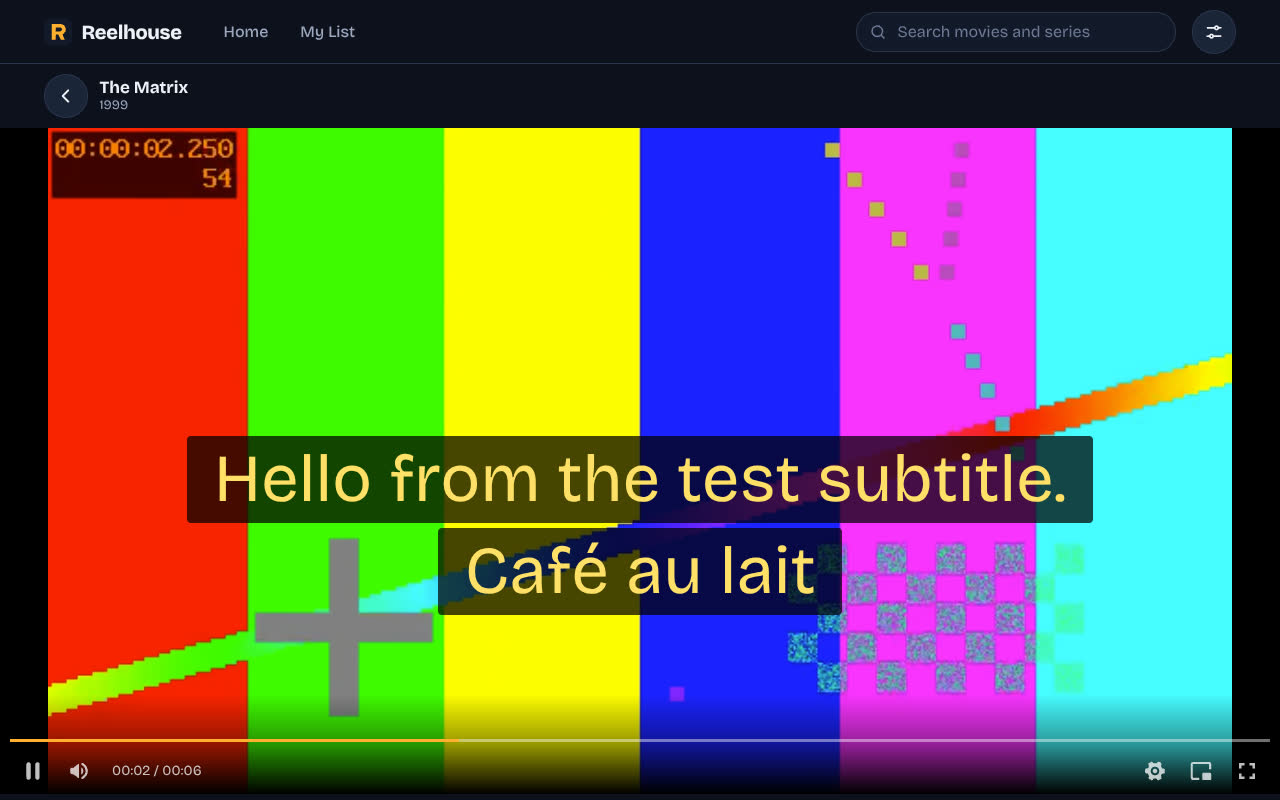 R Reelhouse Home My List Search movies and series
The Matrix
1999
00:00:02.250
54
Hello from the test subtitle.
Café au lait
00:02 / 00:06